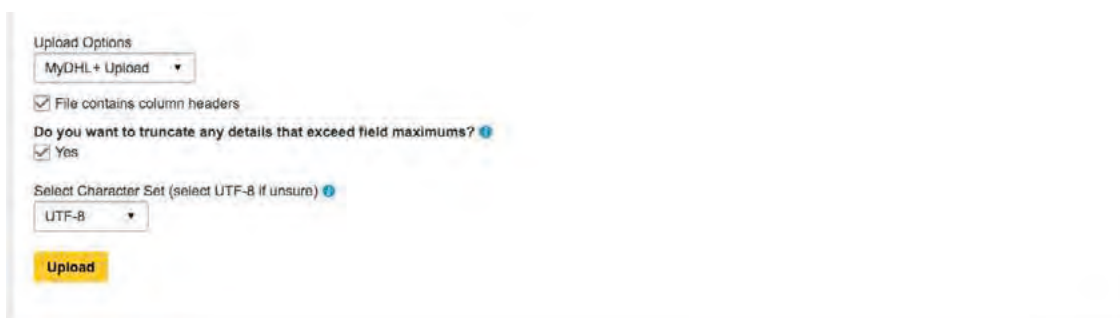 Upload Options
MyDHL+ Upload
File contains column headers
Do you want to truncate any details that exceed field maximums?
Yes
Select Character Set (select UTF-8 if unsure)
UTF-8
Upload